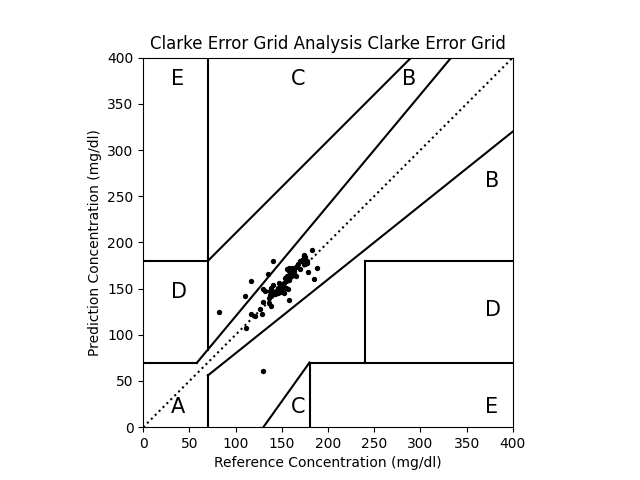 Clarke Error Grid Analysis Clarke Error Grid
400
350
300
250
200
150
100
50
0
Prediction Concentration (mg/dl)
E
C
B
B
D
D
A
C
E
0
50
100
150
200
250
300
350
400
Reference Concentration (mg/dl)